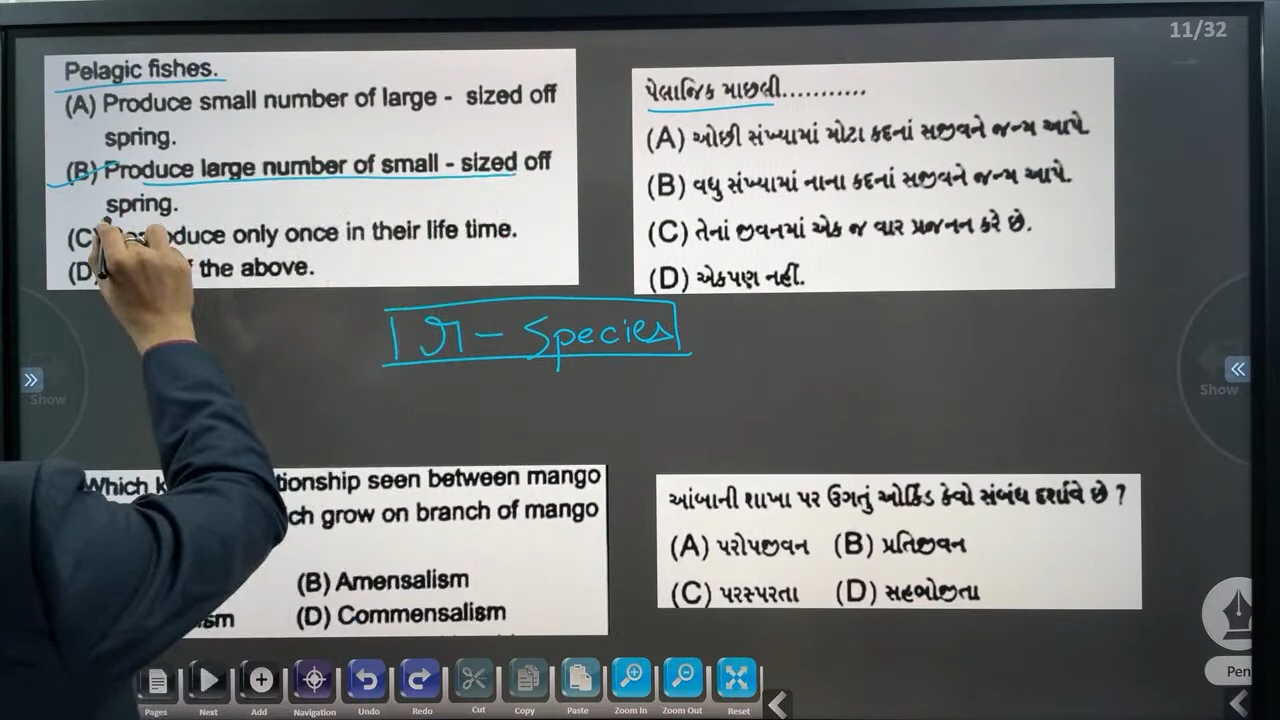 11/32
Pelagic fishes.
(A) Produce small number of large - sized off
spring.
(B) Produce large number of small - sized off
spring.
(C) duce only once in their life time.
(D) the above.
પેલાજિક માછલી...........
(A) ઓછી સંખ્યામાં મોટા કદનાં સજીવને જન્મ આપે.
(B) વધુ સંખ્યામાં નાના કદનાં સજીવને જન્મ આપે.
(C) તેનાં જીવનમાં એક જ વાર પ્રજનન કરે છે.
(D) એકપણ નહીં.
r - Species
Show
Show
Which tionship seen between mango
ch grow on branch of mango
(B) Amensalism
ism (D) Commensalism
આંબાની શાખા પર ઉગતું ઓર્કિડ કેવો સંબંધ દર્શાવે છે ?
(A) પરોપજીવન (B) પ્રતિજીવન
(C) પરસ્પરતા (D) સહભોજીતા
Pen
Pages Next Add Navigation Undo Redo Cut Copy Paste Zoom In Zoom Out Reset